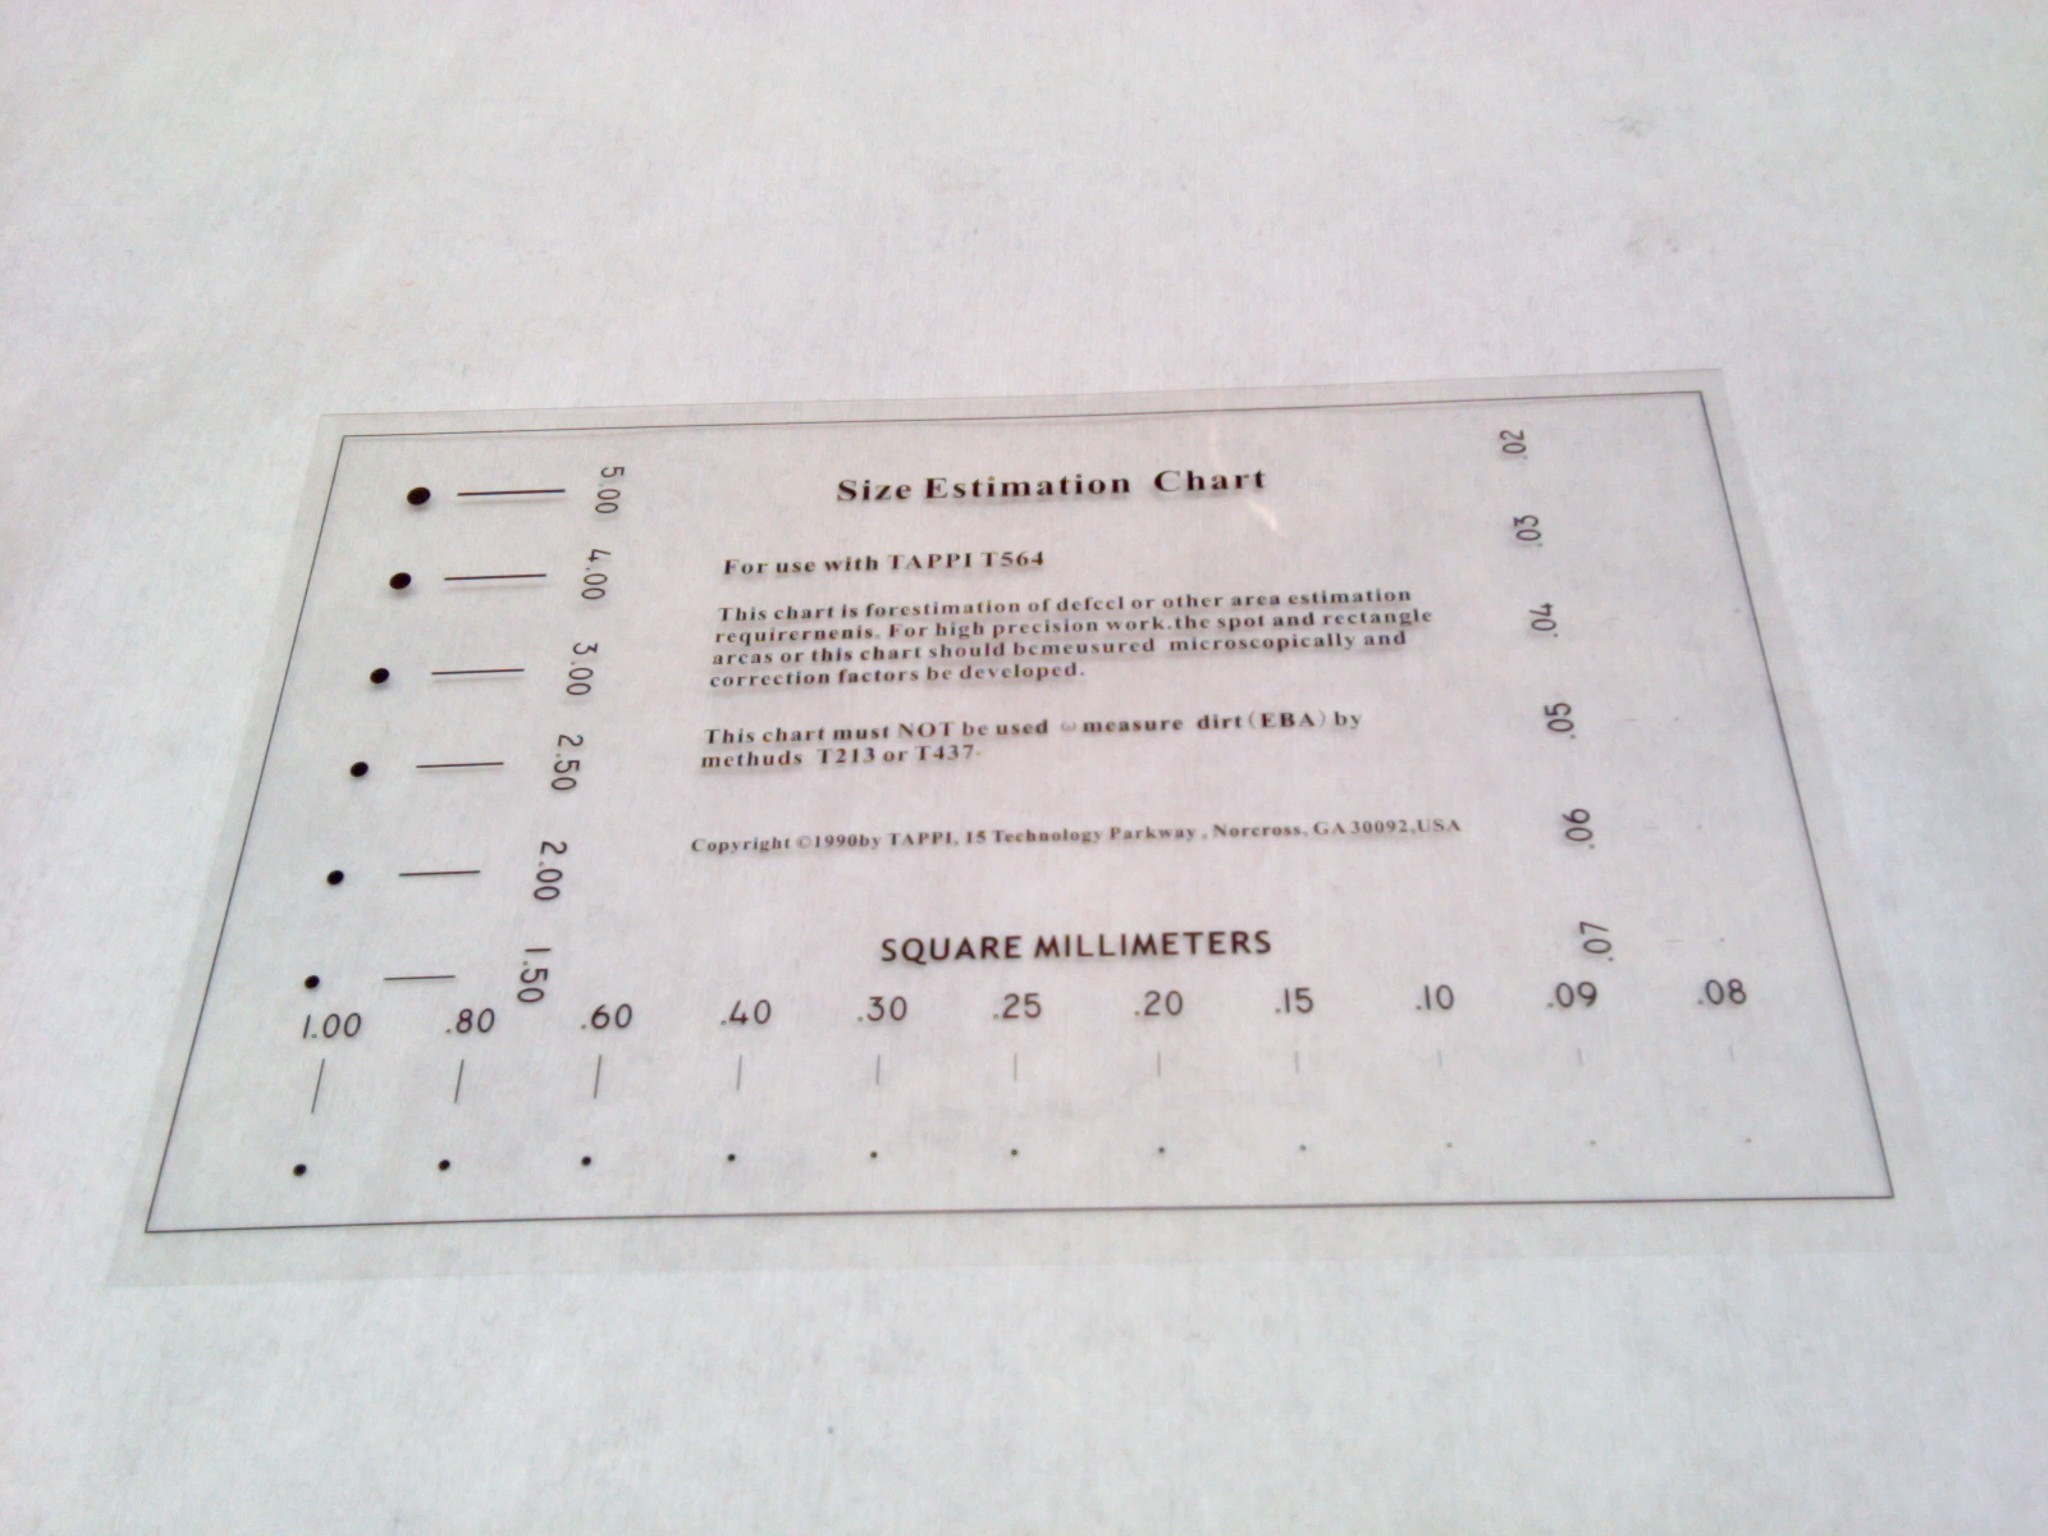 Size Estimation Chart
For use with TAPPI T564
This chart is forestimation of defccl or other area estimation
requirernenis. For high precision work.the spot and rectangle
arcas or this chart should bcmeusured microscopically and
correction factors be developed.
This chart must NOT be used ω measure dirt(EBA) by
methuds T213 or T437.
Copyright ©1990by TAPPI, 15 Technology Parkway , Norcross, GA 30092,USA
SQUARE MILLIMETERS
5.00
4.00
3.00
2.50
2.00
1.50
1.00 .80 .60 .40 .30 .25 .20 .15 .10 .09 .08
.07
.06
.05
.04
.03
.02